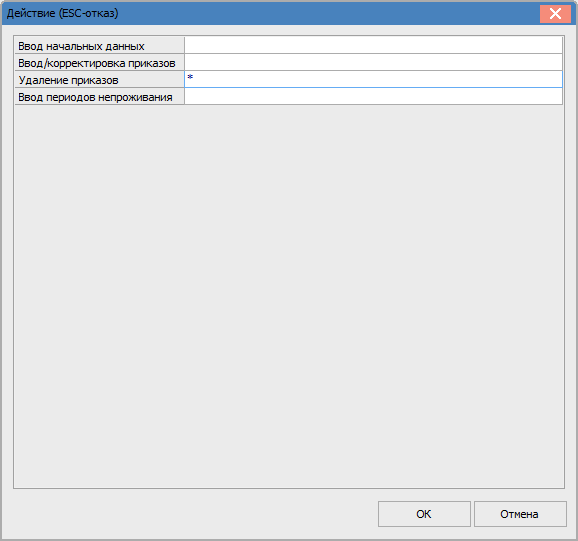 Действие (ESC-отказ)
Ввод начальных данных
Ввод/корректировка приказов
Удаление приказов *
Ввод периодов непроживания
OK Отмена